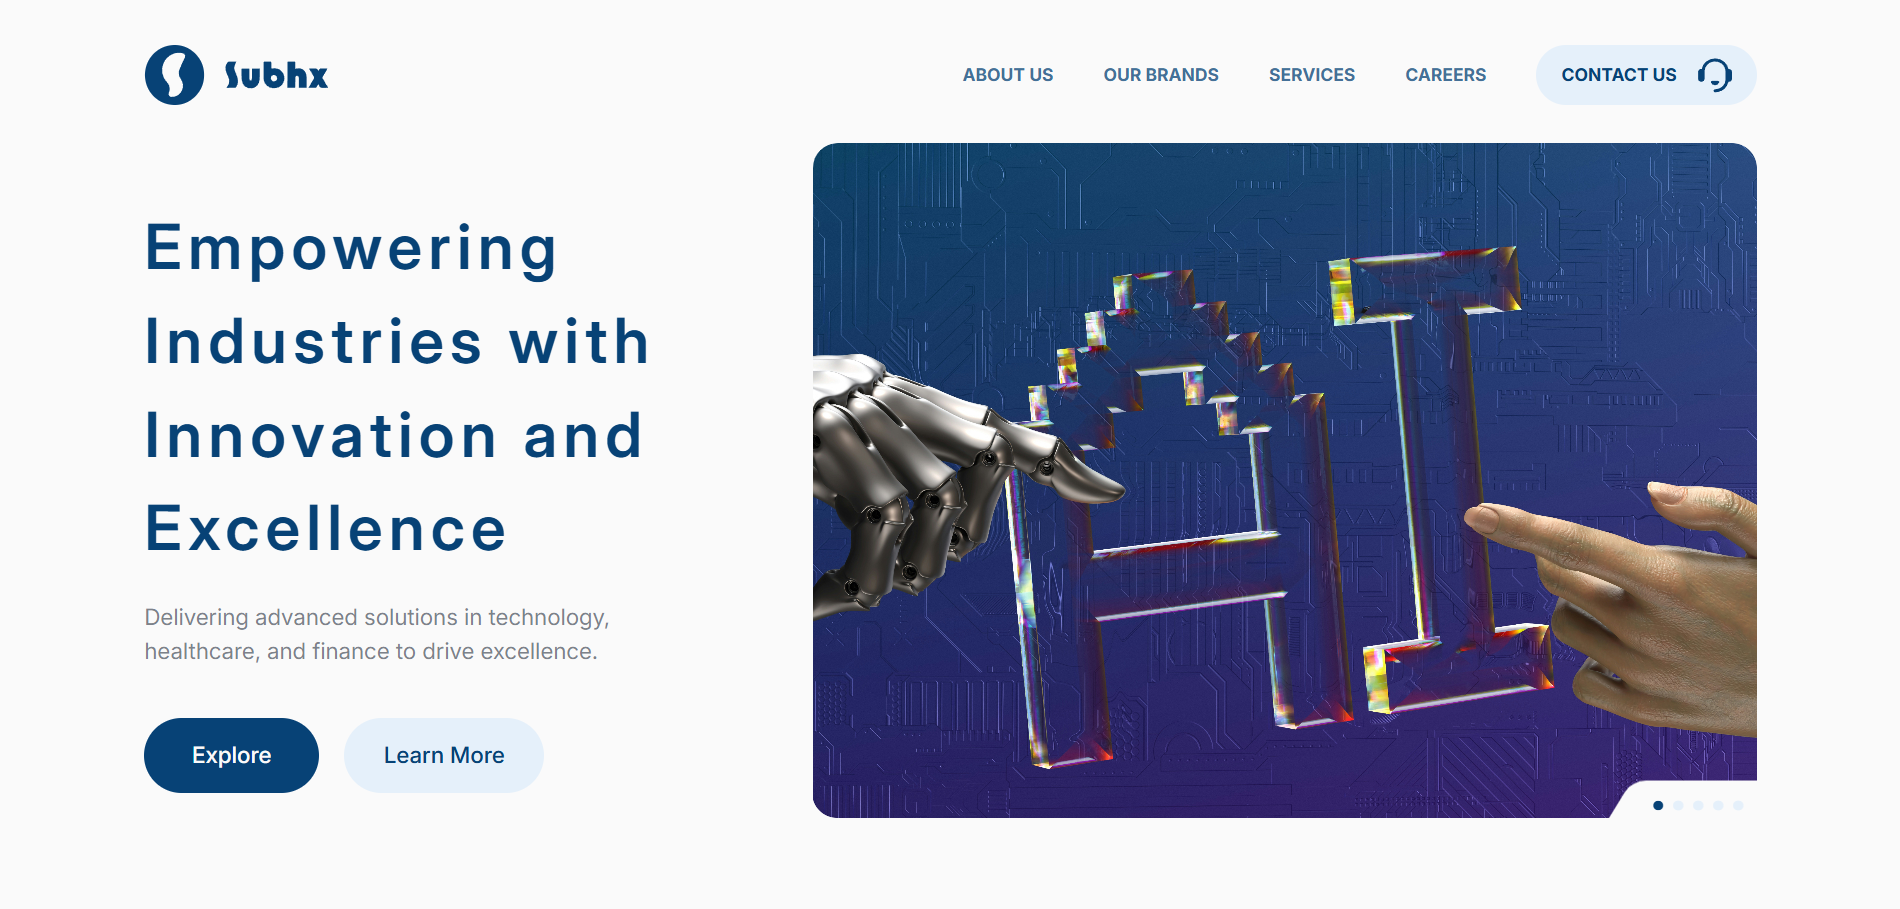 Subhx
ABOUT US
OUR BRANDS
SERVICES
CAREERS
CONTACT US
Empowering
Industries with
Innovation and
Excellence
Delivering advanced solutions in technology,
healthcare, and finance to drive excellence.
Explore
Learn More
AI